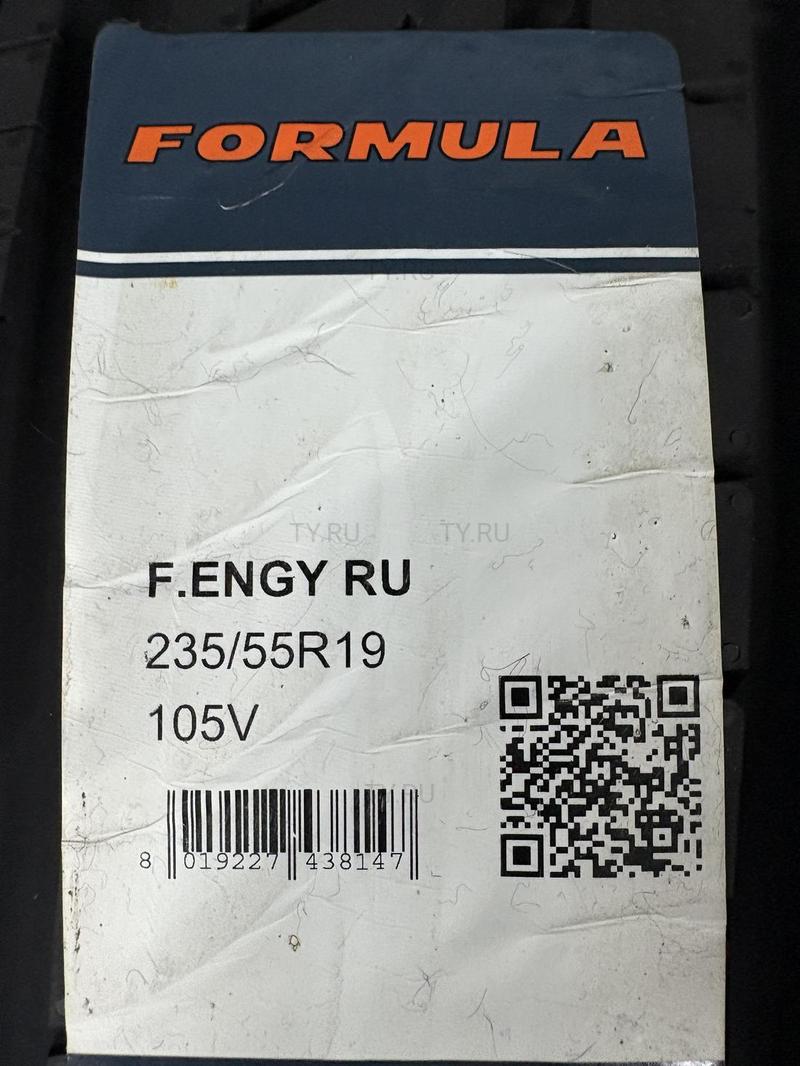 FORMULA
TY.RU
TY.RU TY.RU
F.ENGY RU
235/55R19
105V
TY.RU
8 019227 438147